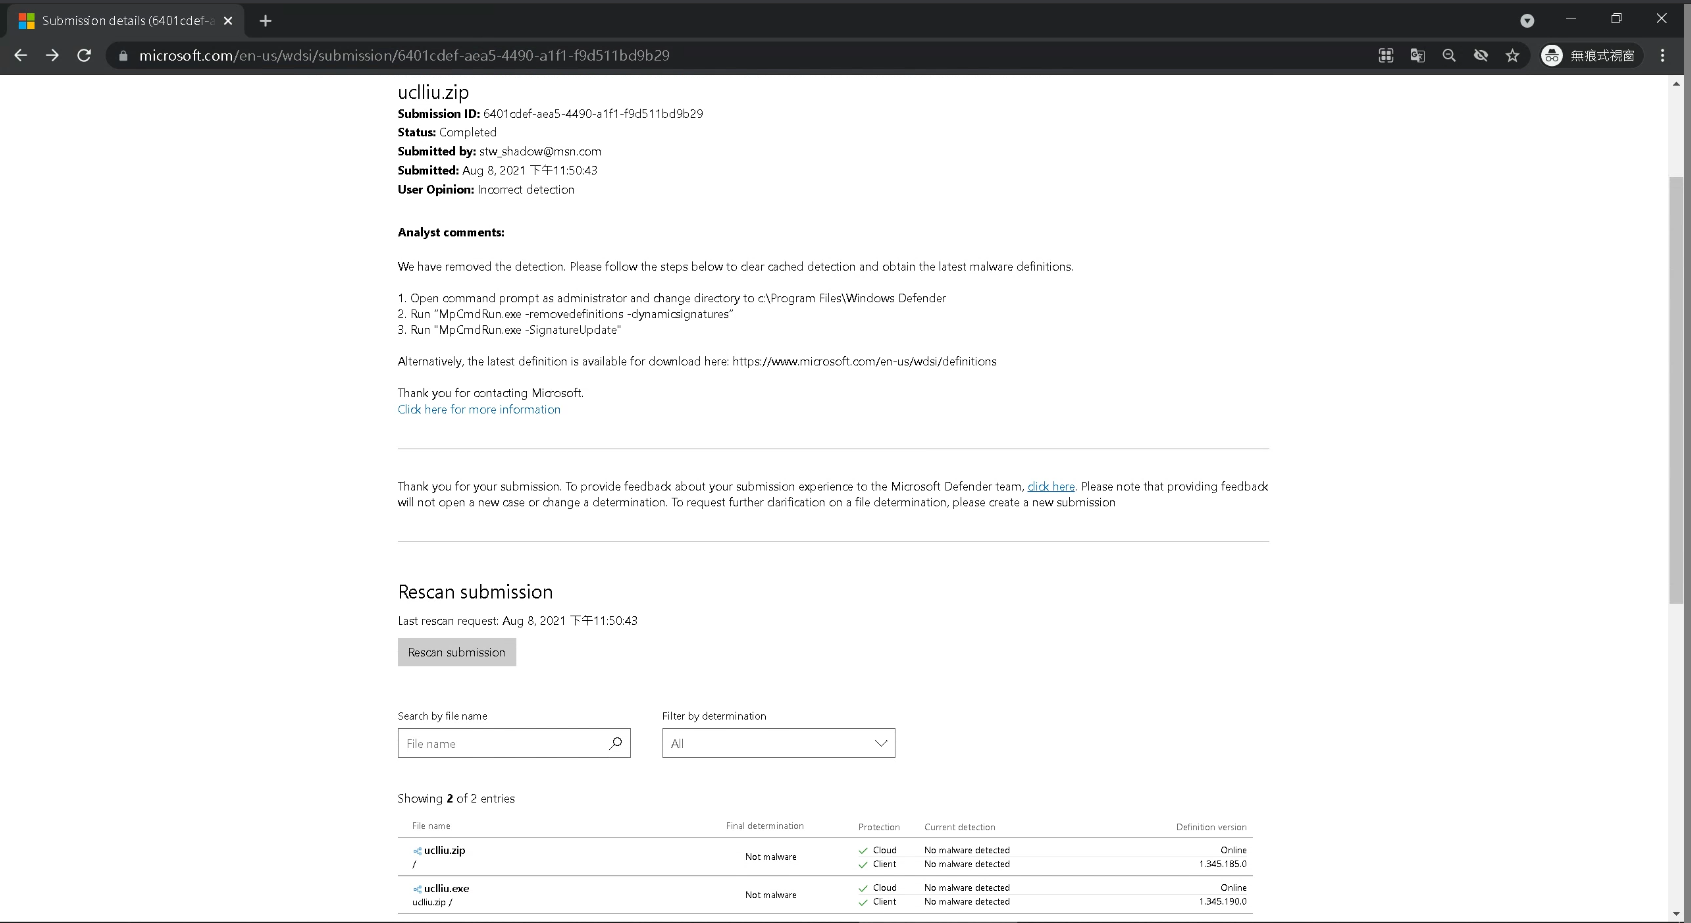 Submission details (6401cdef-a
microsoft.com/en-us/wdsi/submission/6401cdef-aea5-4490-a1f1-f9d511bd9b29
無痕式視窗
uclliu.zip
Submission ID: 6401cdef-aea5-4490-a1f1-f9d511bd9b29
Status: Completed
Submitted by: stw_shadow@msn.com
Submitted: Aug 8, 2021 下午11:50:43
User Opinion: Incorrect detection
Analyst comments:
We have removed the detection. Please follow the steps below to clear cached detection and obtain the latest malware definitions.
1. Open command prompt as administrator and change directory to c:\Program Files\Windows Defender
2. Run "MpCmdRun.exe -removedefinitions -dynamicsignatures"
3. Run "MpCmdRun.exe -SignatureUpdate"
Alternatively, the latest definition is available for download here: https://www.microsoft.com/en-us/wdsi/definitions
Thank you for contacting Microsoft.
Click here for more information
Thank you for your submission. To provide feedback about your submission experience to the Microsoft Defender team, click here. Please note that providing feedback
will not open a new case or change a determination. To request further clarification on a file determination, please create a new submission
Rescan submission
Last rescan request: Aug 8, 2021 下午11:50:43
Rescan submission
Search by file name Filter by determination
File name All
Showing 2 of 2 entries
File name Final determination Protection Current detection Definition version
uclliu.zip Cloud No malware detected Online
/ Not malware Client No malware detected 1.345.185.0
uclliu.exe Cloud No malware detected Online
uclliu.zip / Not malware Client No malware detected 1.345.190.0